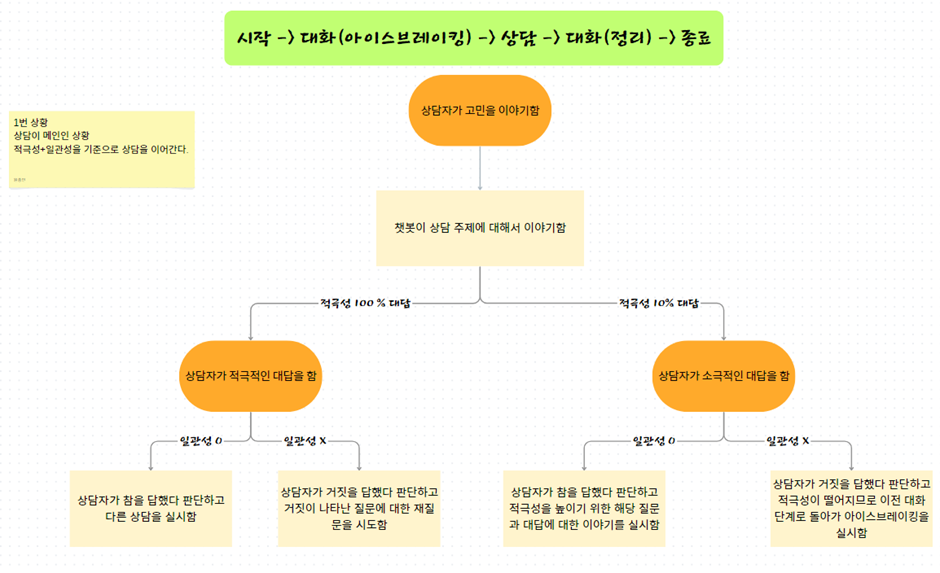 시작 -> 대화(아이스브레이킹) -> 상담 -> 대화(정리) -> 종료
상담자가 고민을 이야기함
1번 상황
상담이 메인인 상황
적극성+일관성을 기준으로 상담을 이어간다.
챗봇이 상담 주제에 대해서 이야기함
적곡성 100 % 대답
적곡성 10% 대답
상담자가 적극적인 대답을 함
상담자가 소극적인 대답을 함
일관성 O
일관성 X
일관성 O
일관성 X
상담자가 참을 답했다 판단하고
다른 상담을 실시함
상담자가 거짓을 답했다 판단하고
거짓이 나타난 질문에 대한 재질
문을 시도함
상담자가 참을 답했다 판단하고
적극성을 높이기 위한 해당 질문
과 대답에 대한 이야기를 실시함
상담자가 거짓을 답했다 판단하고
적극성이 떨어지므로 이전 대화
단계로 돌아가 아이스브레이킹을
실시함